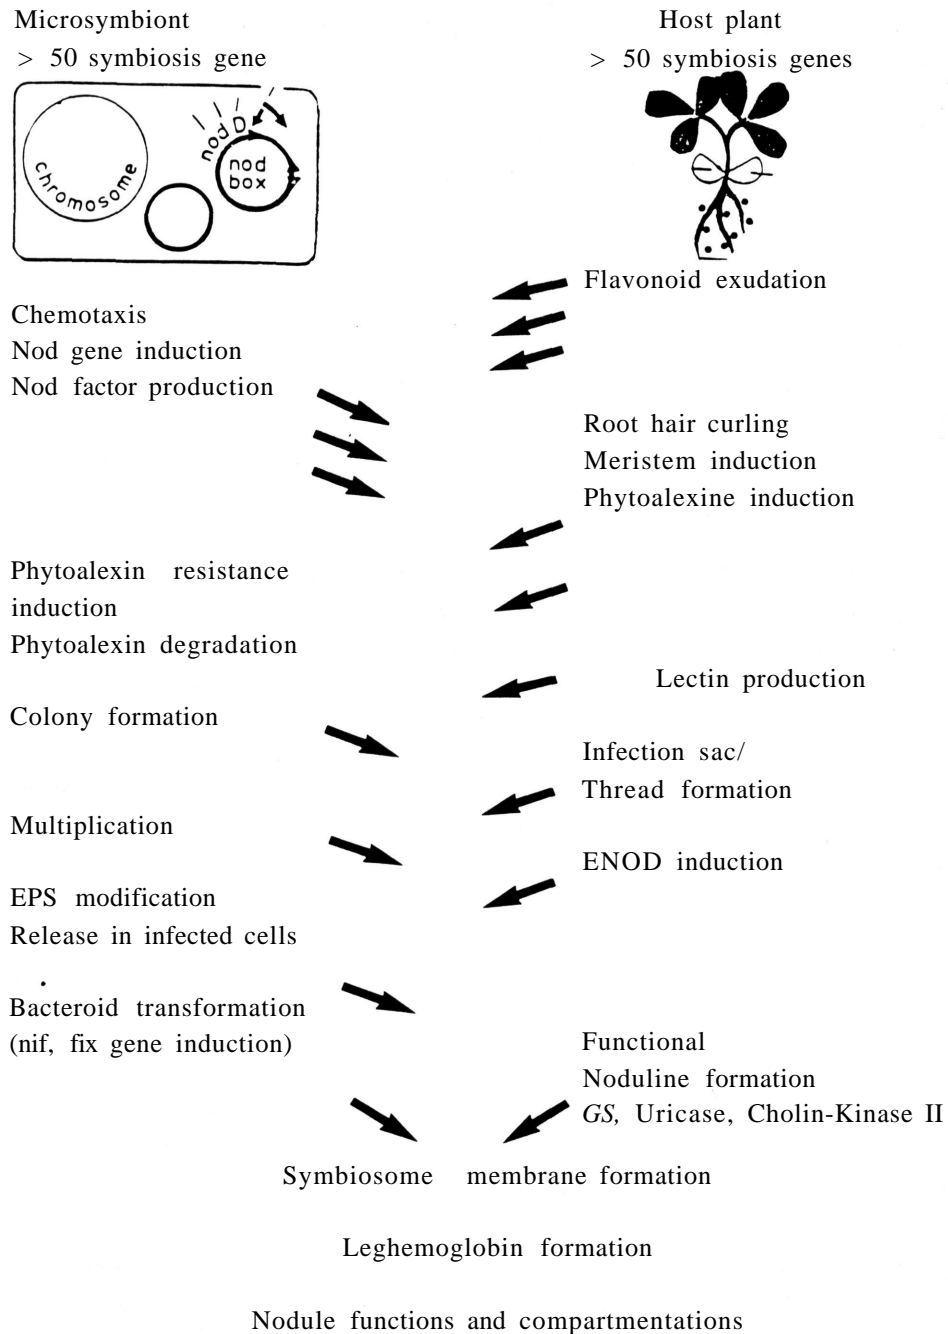 Microsymbiont
> 50 symbiosis gene
Host plant
> 50 symbiosis genes
chromosome
nod D
nod
box
Flavonoid exudation
Chemotaxis
Nod gene induction
Nod factor production
Root hair curling
Meristem induction
Phytoalexine induction
Phytoalexin resistance
induction
Phytoalexin degradation
Lectin production
Colony formation
Infection sac/
Thread formation
Multiplication
ENOD induction
EPS modification
Release in infected cells
Bacteroid transformation
(nif, fix gene induction)
Functional
Noduline formation
GS, Uricase, Cholin-Kinase II
Symbiosome membrane formation
Leghemoglobin formation
Nodule functions and compartmentations